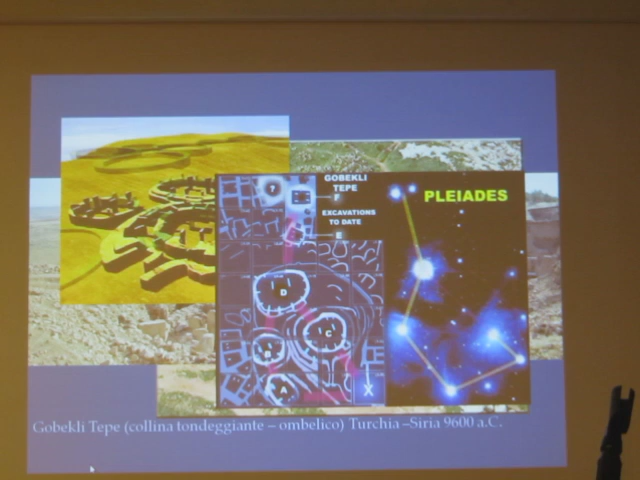 GOBEKLI
TEPE
F
?
EXCAVATIONS
TO DATE
E
PLEIADES
D
C
B
A
X
Gobekli Tepe (collina tondeggiante – ombelico) Turchia –Siria 9600 a.C.